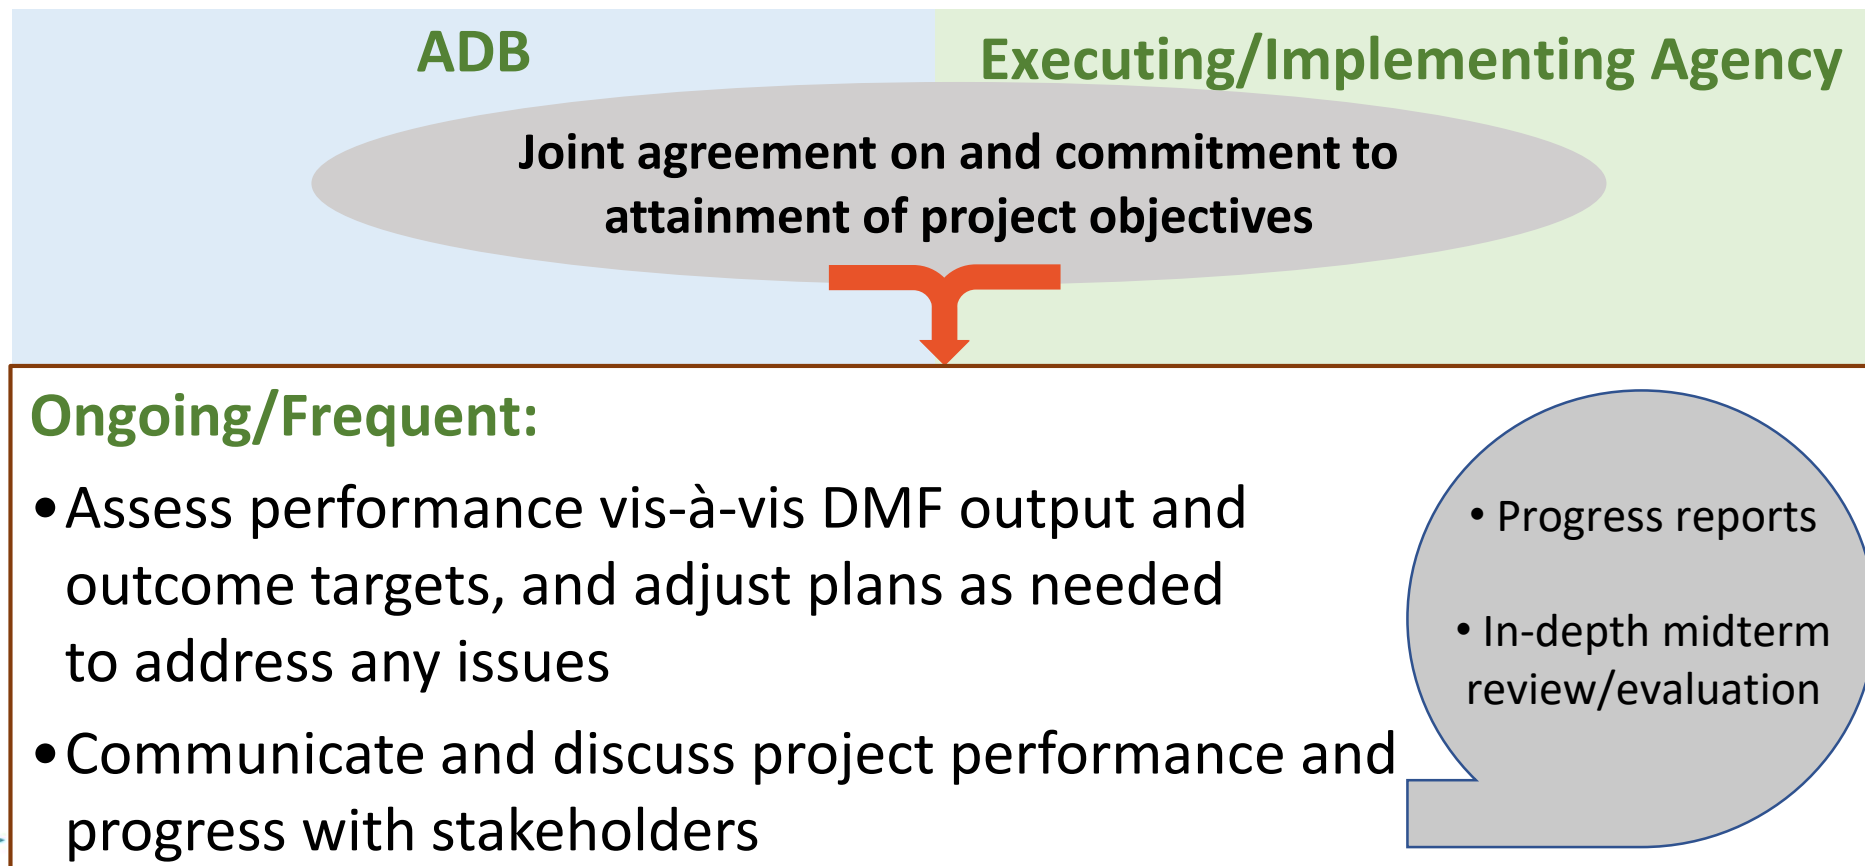 ADB
Executing/Implementing Agency
Joint agreement on and commitment to
attainment of project objectives
Ongoing/Frequent:
•Assess performance vis-à-vis DMF output and
outcome targets, and adjust plans as needed
to address any issues
•Communicate and discuss project performance and
progress with stakeholders
• Progress reports
• In-depth midterm
review/evaluation